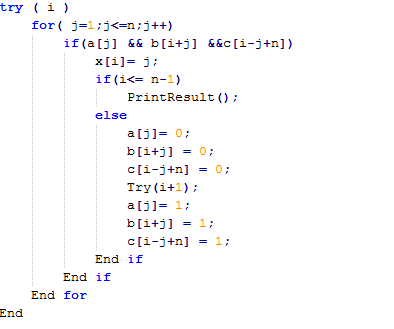 try ( i )
    for( j=1;j<=n;j++)
        if(a[j] && b[i+j] &&c[i-j+n])
            x[i]= j;
            if(i<= n-1)
                PrintResult();
            else
                a[j]= 0;
                b[i+j] = 0;
                c[i-j+n] = 0;
                Try(i+1);
                a[j]= 1;
                b[i+j] = 1;
                c[i-j+n] = 1;
            End if
        End if
    End for
End